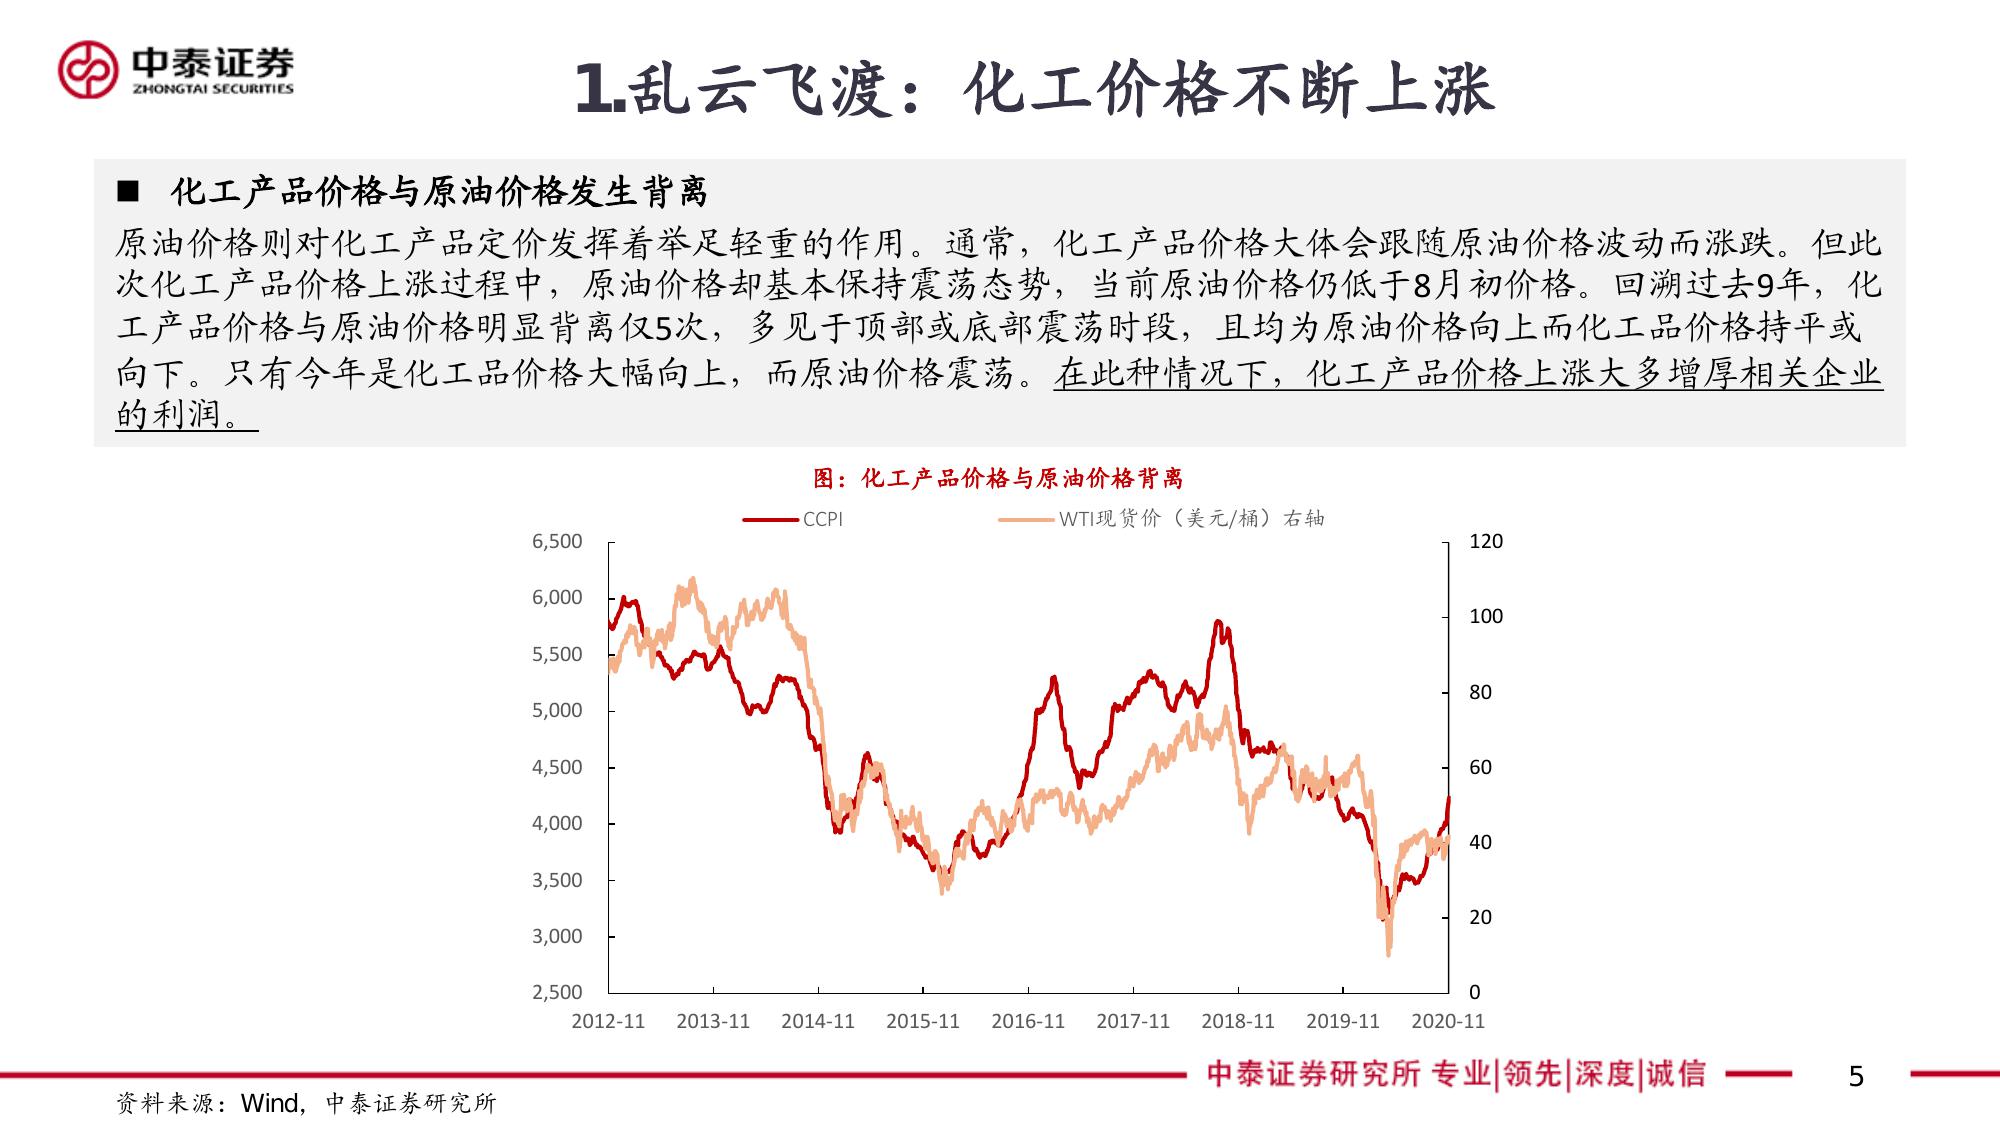 中泰证券
ZHONGTAI SECURITIES
1.乱云飞渡：化工价格不断上涨
■ 化工产品价格与原油价格发生背离
原油价格则对化工产品定价发挥着举足轻重的作用。通常，化工产品价格大体会跟随原油价格波动而涨跌。但此
次化工产品价格上涨过程中，原油价格却基本保持震荡态势，当前原油价格仍低于8月初价格。回溯过去9年，化
工产品价格与原油价格明显背离仅5次，多见于顶部或底部震荡时段，且均为原油价格向上而化工品价格持平或
向下。只有今年是化工品价格大幅向上，而原油价格震荡。在此种情况下，化工产品价格上涨大多增厚相关企业
的利润。
图：化工产品价格与原油价格背离
CCPI WTI现货价（美元/桶）右轴
6,500 120
6,000 100
5,500
5,000 80
4,500 60
4,000 40
3,500
3,000 20
2,500 0
2012-11 2013-11 2014-11 2015-11 2016-11 2017-11 2018-11 2019-11 2020-11
中泰证券研究所 专业|领先|深度|诚信
5
资料来源：Wind，中泰证券研究所